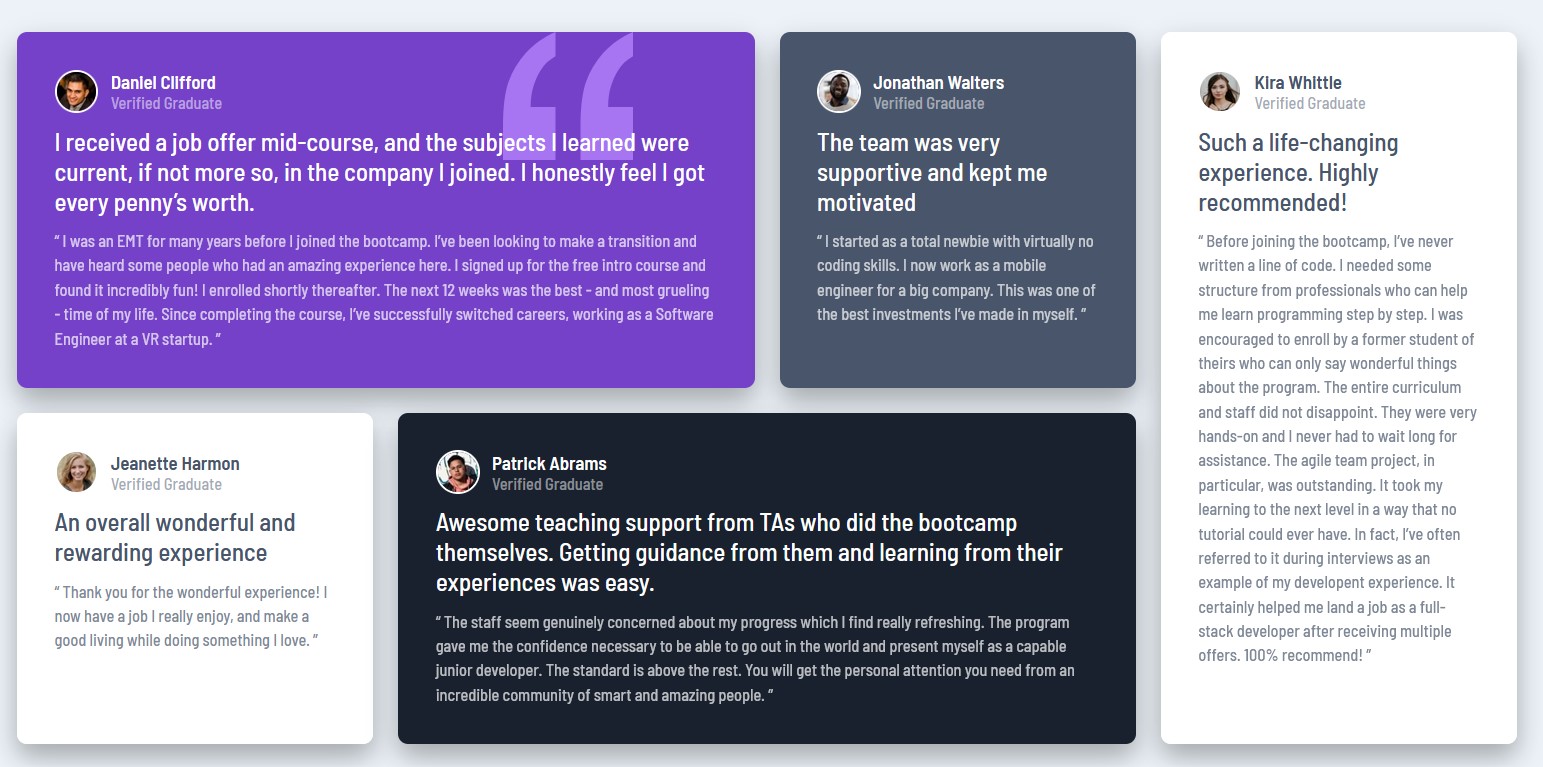 Daniel Clifford
Verified Graduate
I received a job offer mid-course, and the subjects I learned were
current, if not more so, in the company I joined. I honestly feel I got
every penny’s worth.
“ I was an EMT for many years before I joined the bootcamp. I’ve been looking to make a transition and
have heard some people who had an amazing experience here. I signed up for the free intro course and
found it incredibly fun! I enrolled shortly thereafter. The next 12 weeks was the best - and most grueling
- time of my life. Since completing the course, I’ve successfully switched careers, working as a Software
Engineer at a VR startup. ”
Jonathan Walters
Verified Graduate
The team was very
supportive and kept me
motivated
“ I started as a total newbie with virtually no
coding skills. I now work as a mobile
engineer for a big company. This was one of
the best investments I’ve made in myself. ”
Kira Whittle
Verified Graduate
Such a life-changing
experience. Highly
recommended!
“ Before joining the bootcamp, I’ve never
written a line of code. I needed some
structure from professionals who can help
me learn programming step by step. I was
encouraged to enroll by a former student of
theirs who can only say wonderful things
about the program. The entire curriculum
and staff did not disappoint. They were very
hands-on and I never had to wait long for
assistance. The agile team project, in
particular, was outstanding. It took my
learning to the next level in a way that no
tutorial could ever have. In fact, I’ve often
referred to it during interviews as an
example of my developent experience. It
certainly helped me land a job as a full-
stack developer after receiving multiple
offers. 100% recommend! ”
Jeanette Harmon
Verified Graduate
An overall wonderful and
rewarding experience
“ Thank you for the wonderful experience! I
now have a job I really enjoy, and make a
good living while doing something I love. ”
Patrick Abrams
Verified Graduate
Awesome teaching support from TAs who did the bootcamp
themselves. Getting guidance from them and learning from their
experiences was easy.
“ The staff seem genuinely concerned about my progress which I find really refreshing. The program
gave me the confidence necessary to be able to go out in the world and present myself as a capable
junior developer. The standard is above the rest. You will get the personal attention you need from an
incredible community of smart and amazing people. ”